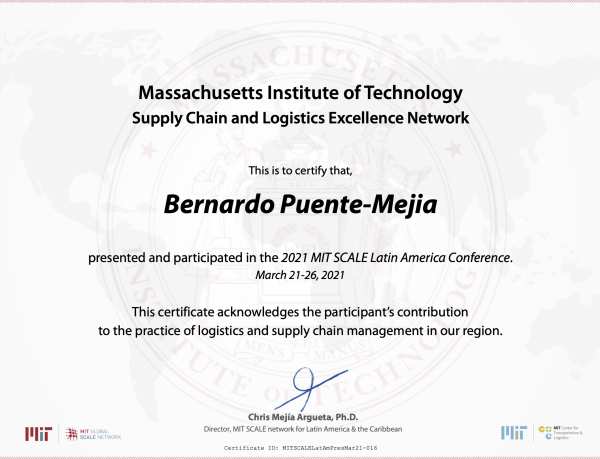 Massachusetts Institute of Technology
Supply Chain and Logistics Excellence Network
This is to certify that,
Bernardo Puente-Mejia
presented and participated in the 2021 MIT SCALE Latin America Conference.
March 21-26, 2021
This certificate acknowledges the participant's contribution
to the practice of logistics and supply chain management in our region.
MASSACHUSETTS INSTITUTE OF TECHNOLOGY
MENS MANUS
Chris Mejía Argueta, Ph.D.
Director, MIT SCALE network for Latin America & the Caribbean
MIT
MIT GLOBAL
SCALE NETWORK
MIT
MIT Center for
Transportation &
Logistics
Certificate ID: MITSCALELatAmPresMar21-016